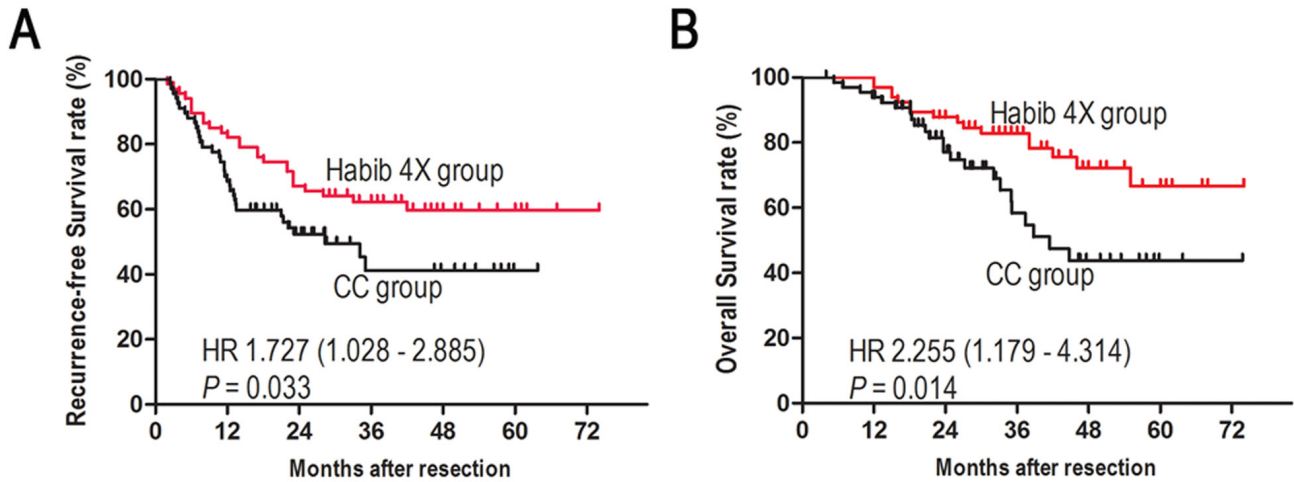 A
Recurrence-free Survival rate (%)
100
80
60
40
20
0
Habib 4X group
CC group
HR 1.727 (1.028 - 2.885)
P = 0.033
0 12 24 36 48 60 72
Months after resection
B
Overall Survival rate (%)
100
80
60
40
20
0
Habib 4X group
CC group
HR 2.255 (1.179 - 4.314)
P = 0.014
0 12 24 36 48 60 72
Months after resection